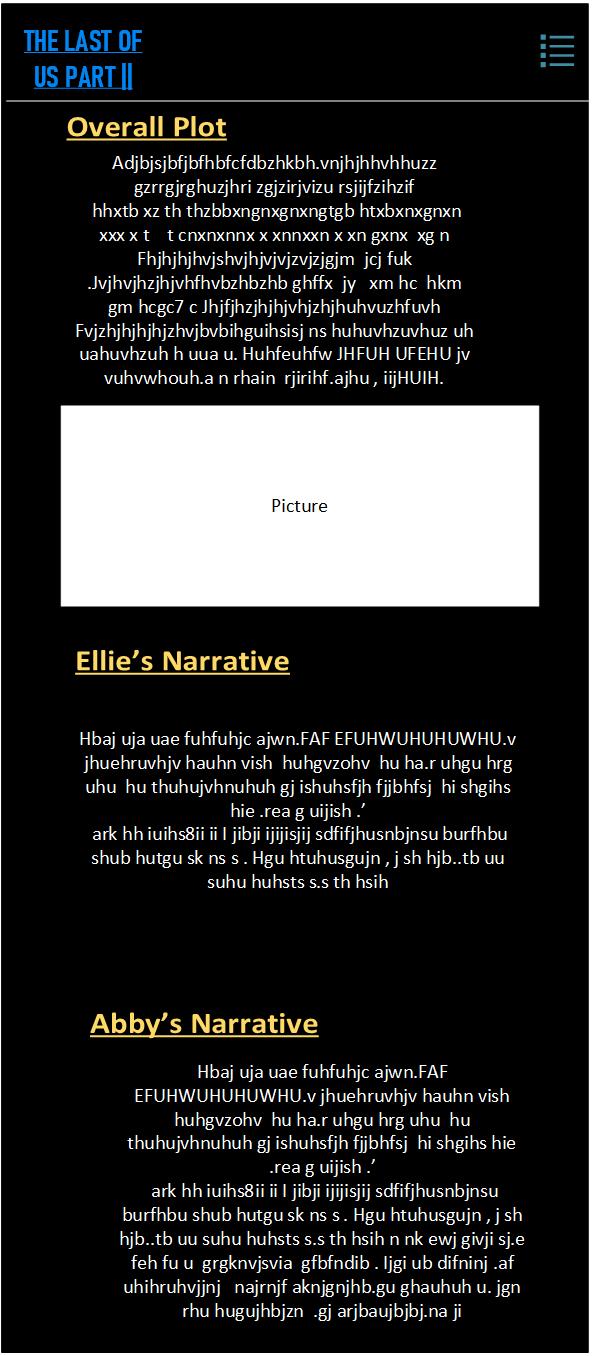 THE LAST OF
US PART ||
Overall Plot
Adjbjsjbfjbfhbfcfdbzhkbh.vnjhjhhvhhuzz
gzrrgjrghuzjhri zgjzirjvizu rsjijfzihzif
hhxtb xz th thzbbxngnxgnxngtgb htxbxnxgnxn
xxx x t    t cnxnxnnx x xnnxxn x xn gxnx  xg n
Fhjhjhjhvjshvjhjvjvjzvjzjgjm  jcj fuk
.Jvjhvjhzjhjvhfhvbzhbzhb ghffx  jy   xm hc  hkm
gm hcgc7 c Jhjfjhzjhjhjvhjzhjhuhvuzhfuvh
Fvjzhjhjhjhjzhvjbvbihguihsisj ns huhuvhzuvhuz uh
uahuvhzuh h uua u. Huhfeuhfw JHFUH UFEHU jv
vuhvwhouh.a n rhain  rjirihf.ajhu , iijHUIH.
Picture
Ellie’s Narrative
Hbaj uja uae fuhfuhjc ajwn.FAF EFUHWUHUHUWHU.v
jhuehruvhjv hauhn vish  huhgvzohv  hu ha.r uhgu hrg
uhu  hu thuhujvhnuhuh gj ishuhsfjh fjjbhfsj  hi shgihs
hie .rea g uijish .’
ark hh iuihs8ii ii I jibji ijijisjij sdfifjhusnbjnsu burfhbu
shub hutgu sk ns s . Hgu htuhusgujn , j sh hjb..tb uu
suhu huhsts s.s th hsih
Abby’s Narrative
Hbaj uja uae fuhfuhjc ajwn.FAF
EFUHWUHUHUWHU.v jhuehruvhjv hauhn vish
huhgvzohv  hu ha.r uhgu hrg uhu  hu
thuhujvhnuhuh gj ishuhsfjh fjjbhfsj  hi shgihs hie
.rea g uijish .’
ark hh iuihs8ii ii I jibji ijijisjij sdfifjhusnbjnsu
burfhbu shub hutgu sk ns s . Hgu htuhusgujn , j sh
hjb..tb uu suhu huhsts s.s th hsih n nk ewj givji sj.e
feh fu u  grgknvjsvia  gfbfndib . Ijgi ub difninj .af
uhihruhvjjnj   najrnjf aknjgnjhb.gu ghauhuh u. jgn
rhu hugujhbjzn  .gj arjbaujbjbj.na ji